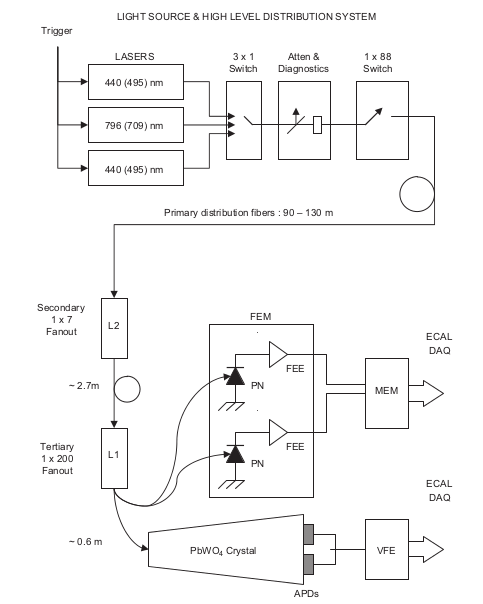 LIGHT SOURCE & HIGH LEVEL DISTRIBUTION SYSTEM
Trigger
LASERS
3 x 1
Switch
Atten &
Diagnostics
1 x 88
Switch
440 (495) nm
796 (709) nm
440 (495) nm
Primary distribution fibers : 90 – 130 m
Secondary
1 x 7
Fanout
L2
FEM
ECAL
DAQ
FEE
PN
~ 2.7m
MEM
Tertiary
1 x 200
Fanout
L1
FEE
PN
ECAL
DAQ
~ 0.6 m
PbWO₄ Crystal
VFE
APDs